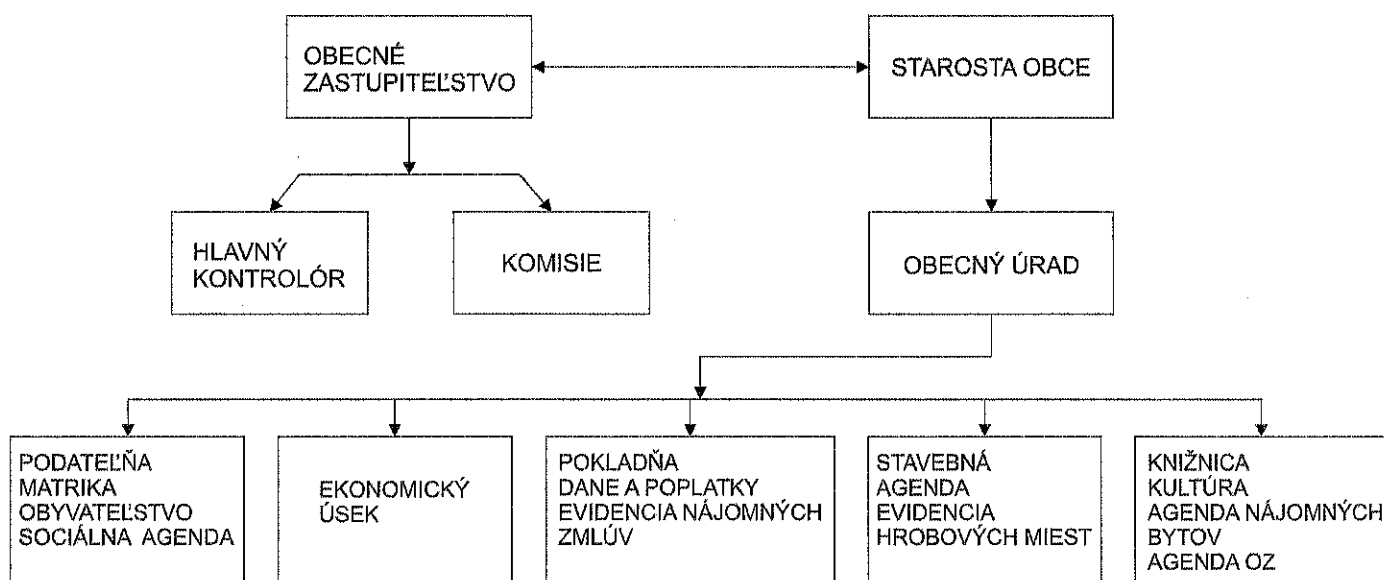 OBECNÉ
ZASTUPITEĽSTVO
STAROSTA OBCE
HLAVNÝ
KONTROLÓR
KOMISIE
OBECNÝ ÚRAD
PODATEĽŇA
MATRIKA
OBYVATEĽSTVO
SOCIÁLNA AGENDA
EKONOMICKÝ
ÚSEK
POKLADŇA
DANE A POPLATKY
EVIDENCIA NÁJOMNÝCH
ZMLÚV
STAVEBNÁ
AGENDA
EVIDENCIA
HROBOVÝCH MIEST
KNIŽNICA
KULTÚRA
AGENDA NÁJOMNÝCH
BYTOV
AGENDA OZ